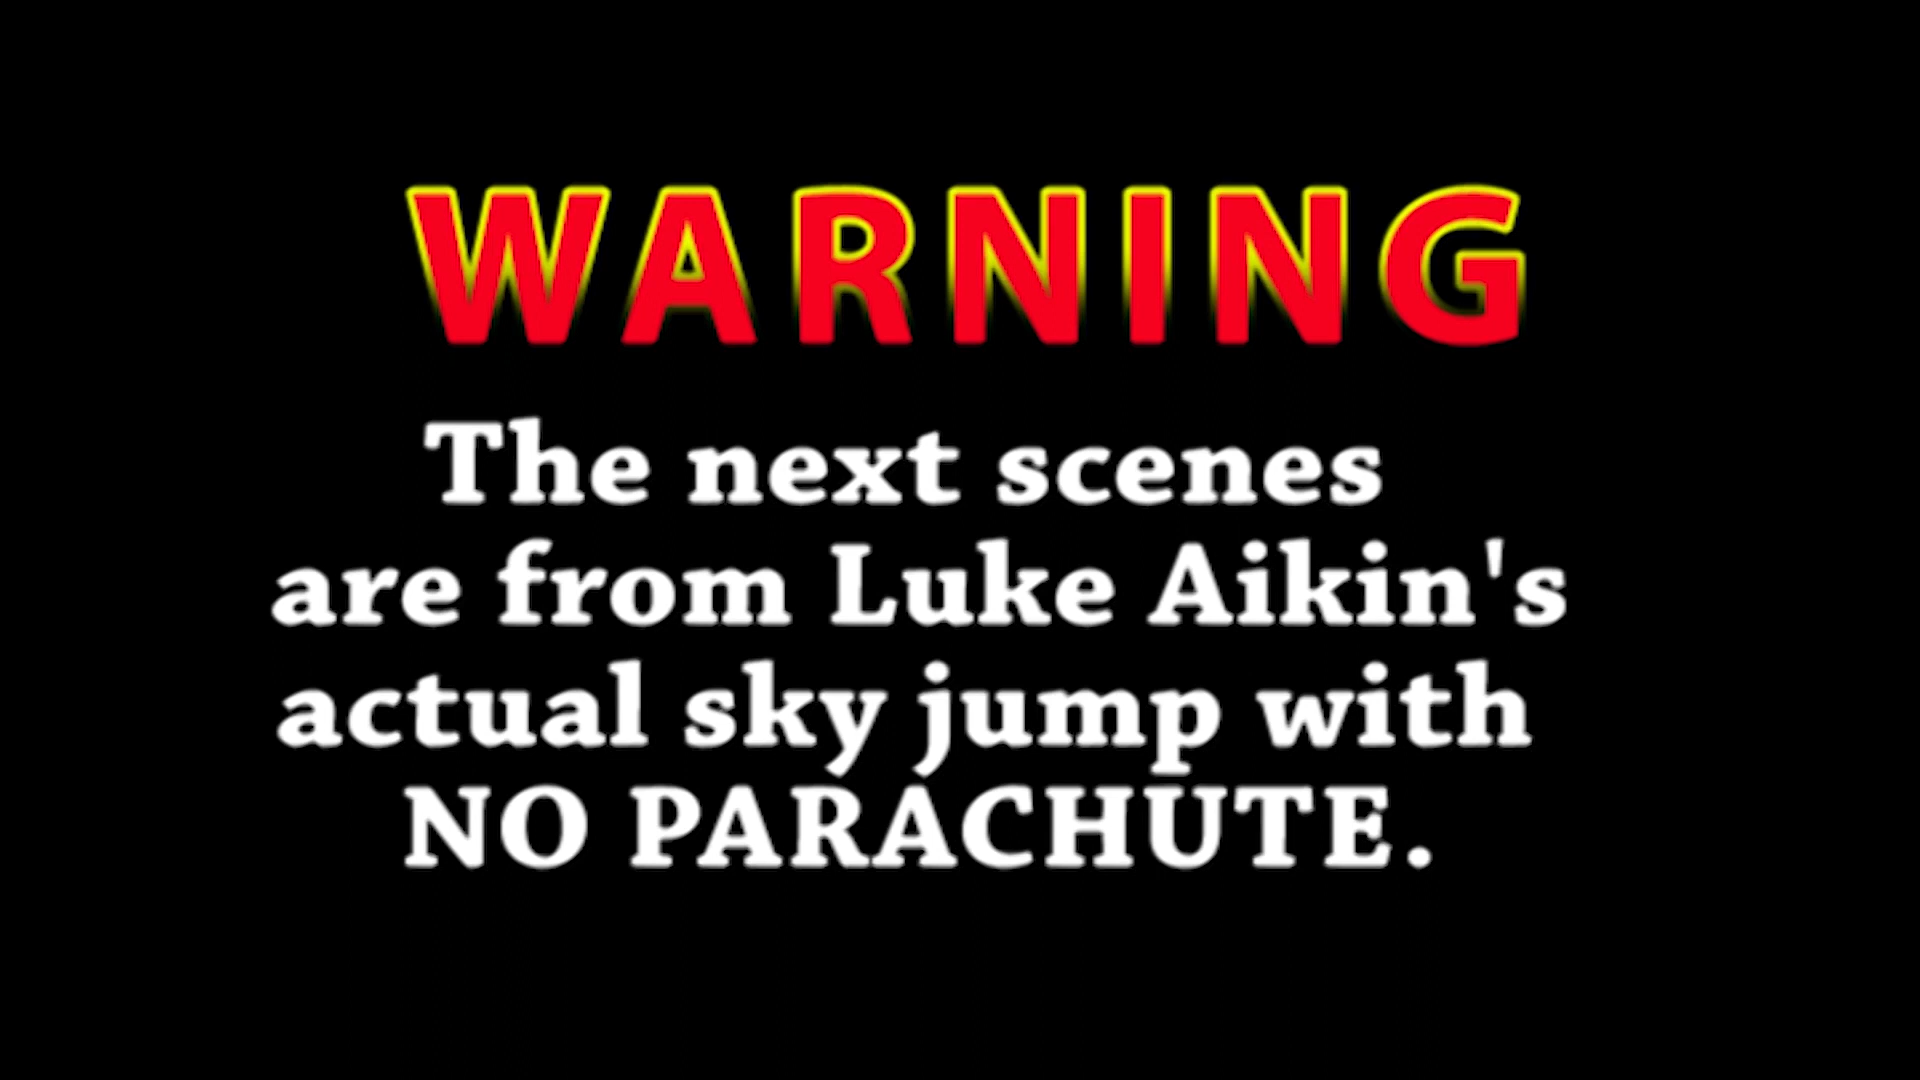 WARNING
The next scenes
are from Luke Aikin's
actual sky jump with
NO PARACHUTE.